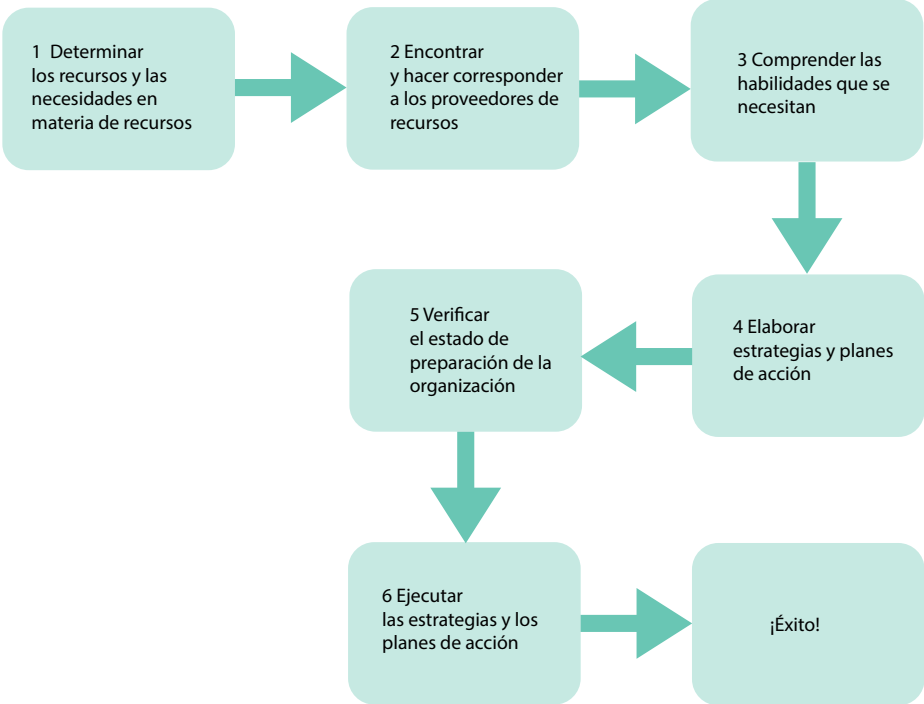 1 Determinar
los recursos y las
necesidades en
materia de recursos
2 Encontrar
y hacer corresponder
a los proveedores de
recursos
3 Comprender las
habilidades que se
necesitan
4 Elaborar
estrategias y planes
de acción
5 Verificar
el estado de
preparación de la
organización
6 Ejecutar
las estrategias y los
planes de acción
¡Éxito!